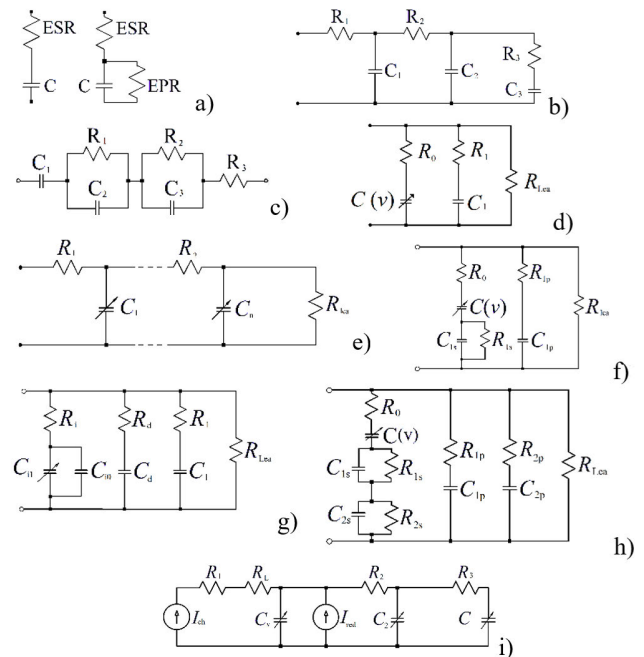 ESR ESR
C C EPR
a)
R1 R2 R3
C1 C2 C3
b)
R1 R2
C1 R3
C2 C3
c)
R0 R1
C (v) C1 RLea
d)
R1
C1 Cn Rlea
e)
R0 R1p
C(v) Rlea
C1s R1s C1p
f)
Ri Rd R1
Ci1 Ci0 Cd C1 RLea
g)
R0
C(v)
C1s R1s R1p R2p RLea
C1p C2p
C2s R2s
h)
R1 RL R2 R3
Ich Cv Ired C2 C
i)